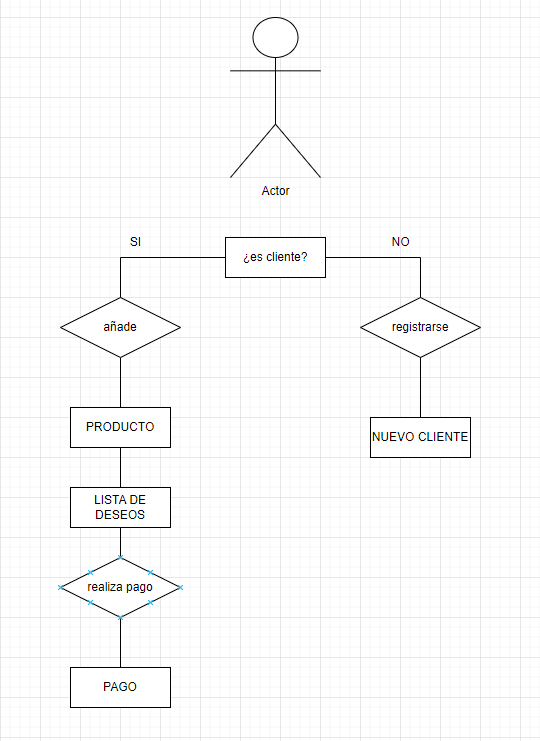 Actor
SI
¿es cliente?
NO
añade
registrarse
PRODUCTO
NUEVO CLIENTE
LISTA DE
DESEOS
realiza pago
PAGO